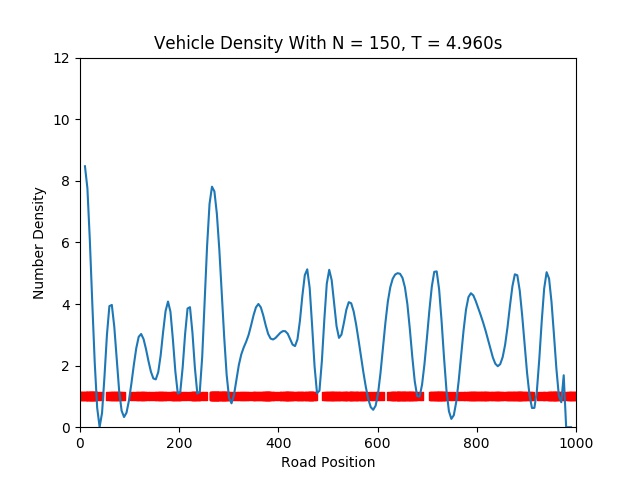 Vehicle Density With N = 150, T = 4.960s
12
10
8
6
4
2
0
Number Density
0 200 400 600 800 1000
Road Position